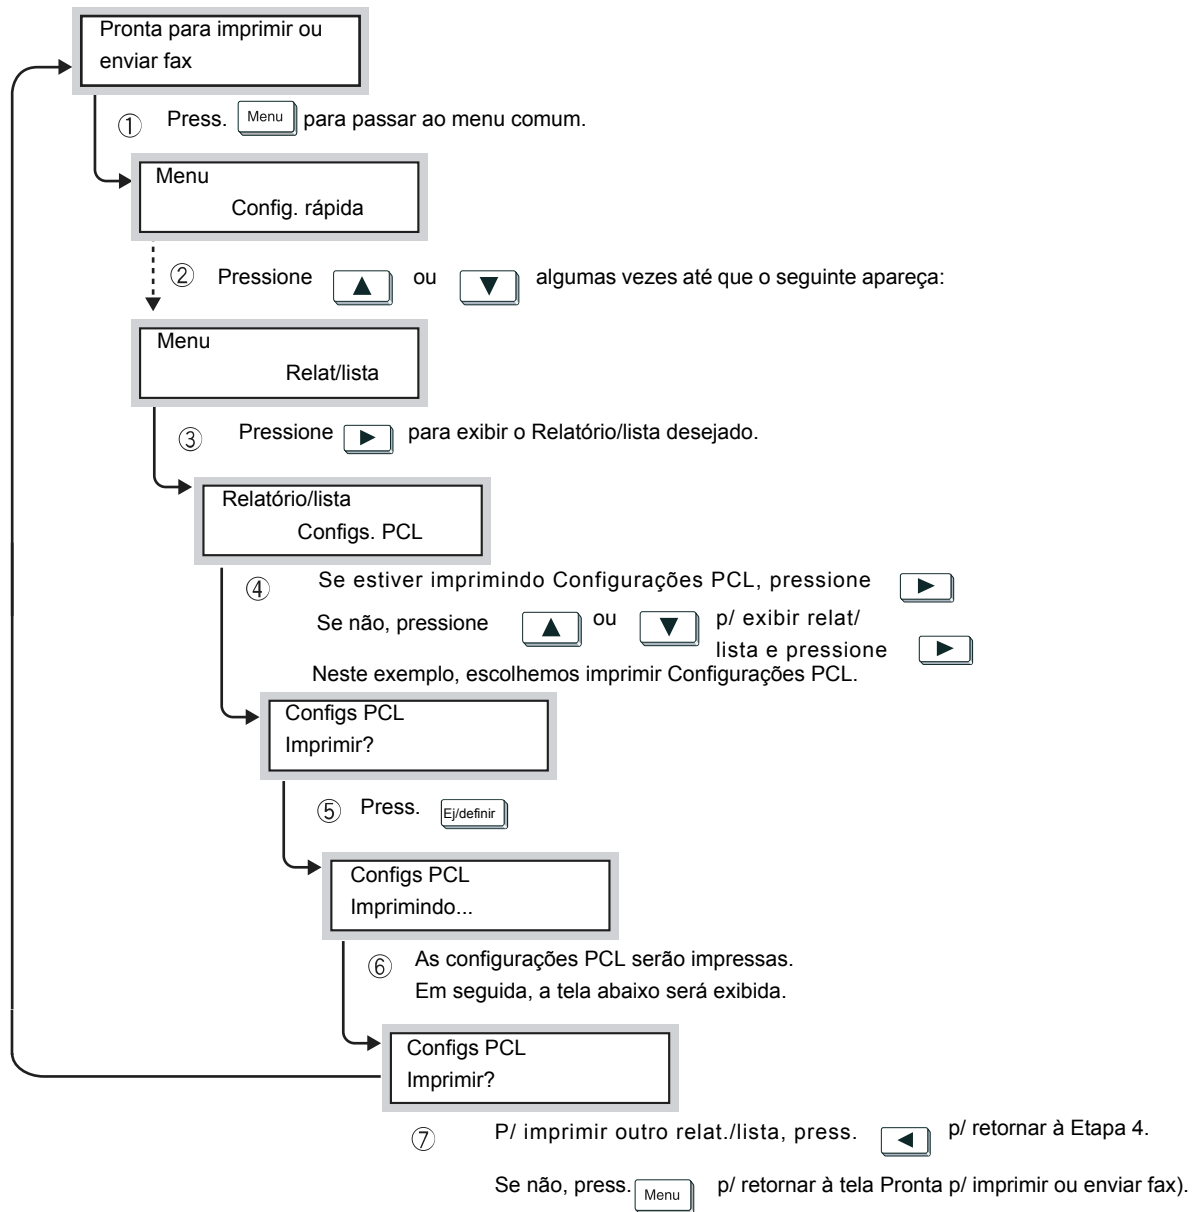 Pronta para imprimir ou
enviar fax
① Press. Menu para passar ao menu comum.
Menu
Config. rápida
② Pressione ▲ ou ▼ algumas vezes até que o seguinte apareça:
Menu
Relat/lista
③ Pressione ► para exibir o Relatório/lista desejado.
Relatório/lista
Configs. PCL
④ Se estiver imprimindo Configurações PCL, pressione ►
Se não, pressione ▲ ou ▼ p/ exibir relat/
lista e pressione ►
Neste exemplo, escolhemos imprimir Configurações PCL.
Configs PCL
Imprimir?
⑤ Press. Ej/definir
Configs PCL
Imprimindo...
⑥ As configurações PCL serão impressas.
Em seguida, a tela abaixo será exibida.
Configs PCL
Imprimir?
⑦ P/ imprimir outro relat./lista, press. ◄ p/ retornar à Etapa 4.
Se não, press. Menu p/ retornar à tela Pronta p/ imprimir ou enviar fax).